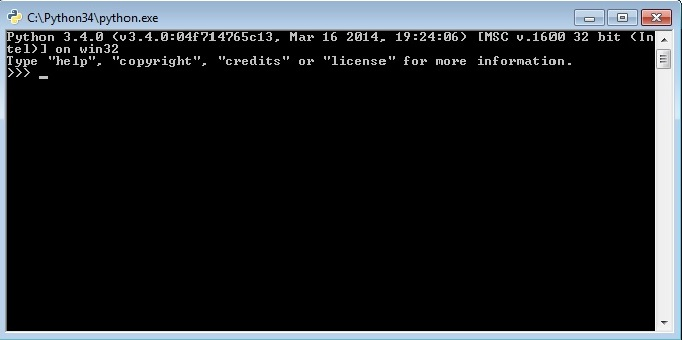 C:\Python34\python.exe
Python 3.4.0 (v3.4.0:04f714765c13, Mar 16 2014, 19:24:06) [MSC v.1600 32 bit (In
tel)] on win32
Type "help", "copyright", "credits" or "license" for more information.
>>> _